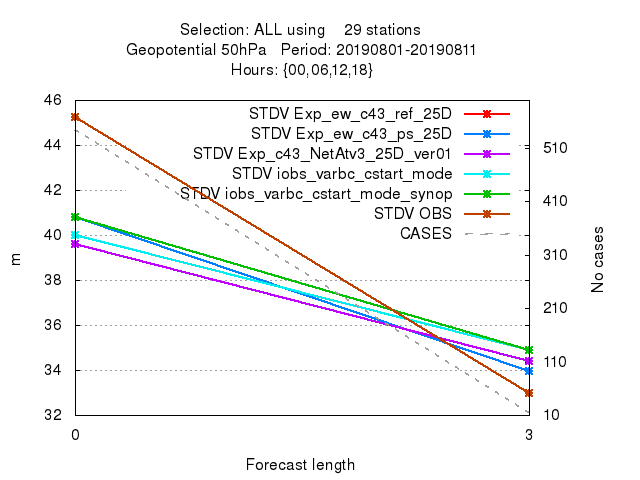 Selection: ALL using 29 stations
Geopotential 50hPa Period: 20190801-20190811
Hours: {00,06,12,18}
46
44
42
40
38
36
34
32
m
STDV Exp_ew_c43_ref_25D
STDV Exp_ew_c43_ps_25D
STDV Exp_c43_NetAtv3_25D_ver01
STDV iobs_varbc_cstart_mode
STDV iobs_varbc_cstart_mode_synop
STDV OBS
CASES
510
410
310
210
110
10
No cases
0
3
Forecast length